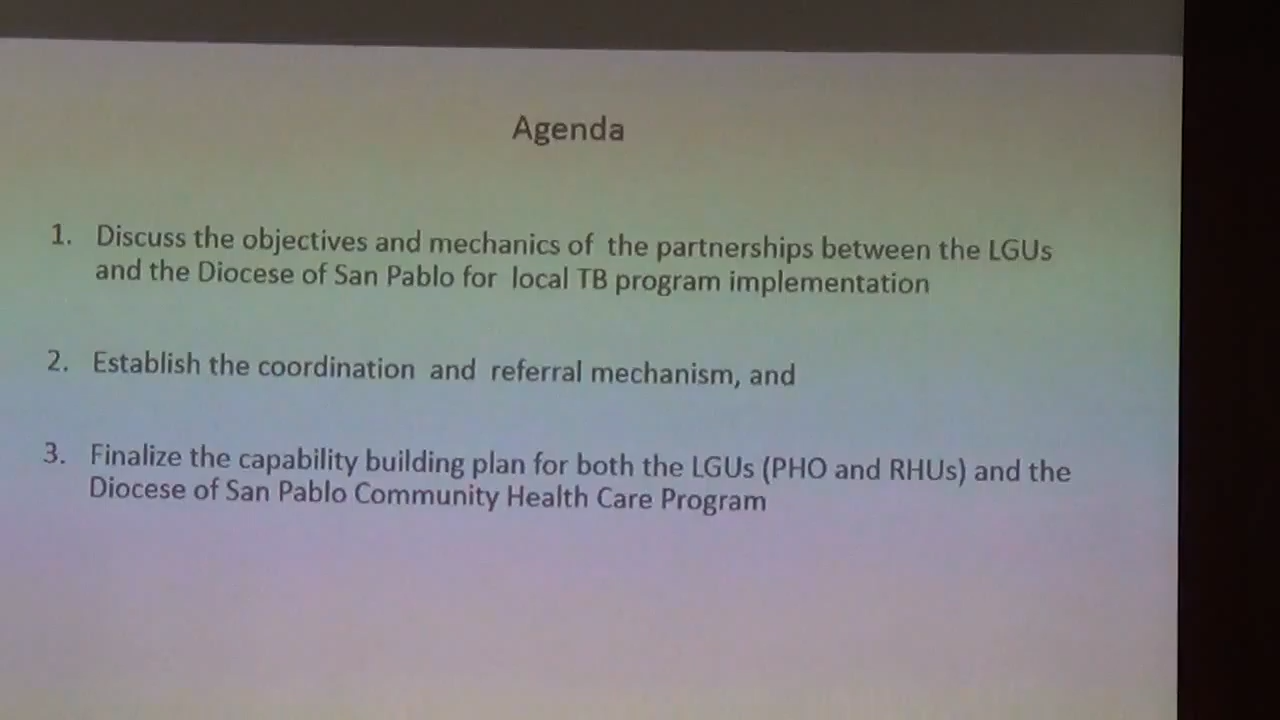 Agenda
1. Discuss the objectives and mechanics of the partnerships between the LGUs
and the Diocese of San Pablo for local TB program implementation
2. Establish the coordination and referral mechanism, and
3. Finalize the capability building plan for both the LGUs (PHO and RHUs) and the
Diocese of San Pablo Community Health Care Program